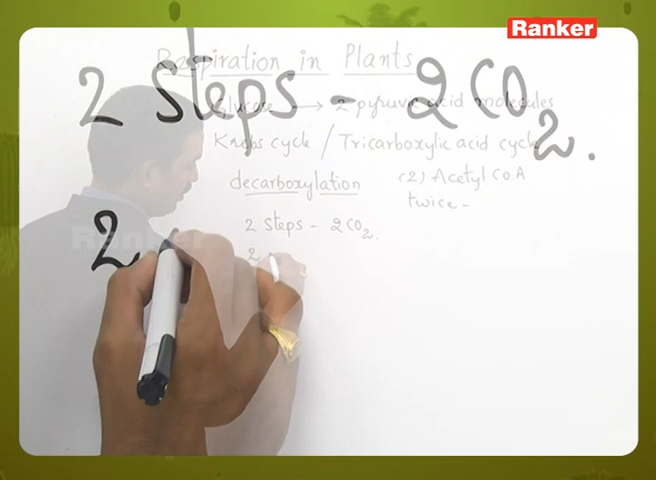 Ranker
Respiration in Plants
Glucose → 2 pyruvic acid molecules
Krebs cycle / Tricarboxylic acid cycle
decarboxylation (2) Acetyl CoA
twice -
2 Steps - 2CO2.
2
2 Steps - 2CO2.
2
Ranker